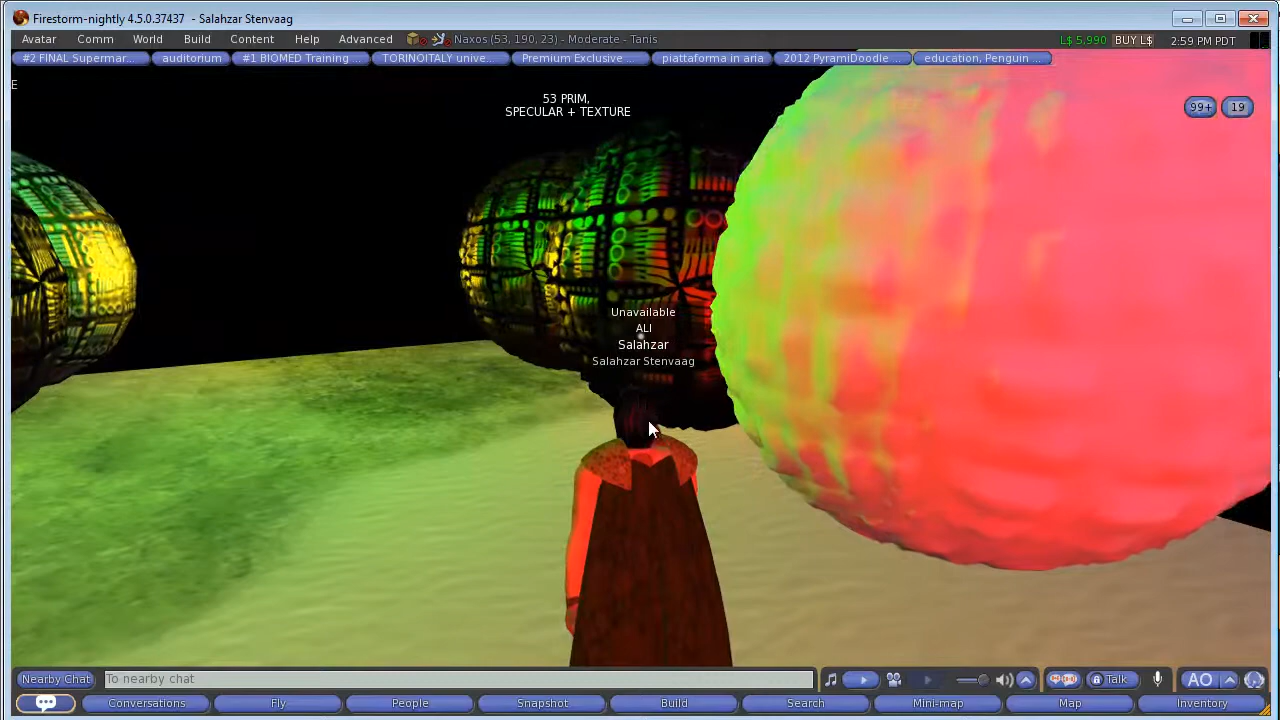 Firestorm-nightly 4.5.0.37437 - Salahzar Stenvaag
Avatar Comm World Build Content Help Advanced Naxos (53, 190, 23) - Moderate - Tanis L$ 5,990 BUY L$ 2:59 PM PDT
#2 FINAL Supermar... auditorium #1 BIOMED Training TORINOITALY unive... Premium Exclusive ... piattaforma in aria 2012 PyramiDoodle ... education, Penguin ...
E
53 PRIM,
SPECULAR + TEXTURE
99+ 19
Unavailable
ALI
Salahzar
Salahzar Stenvaag
Nearby Chat To nearby chat Talk AO
Conversations Fly People Snapshot Build Search Mini-map Map Inventory